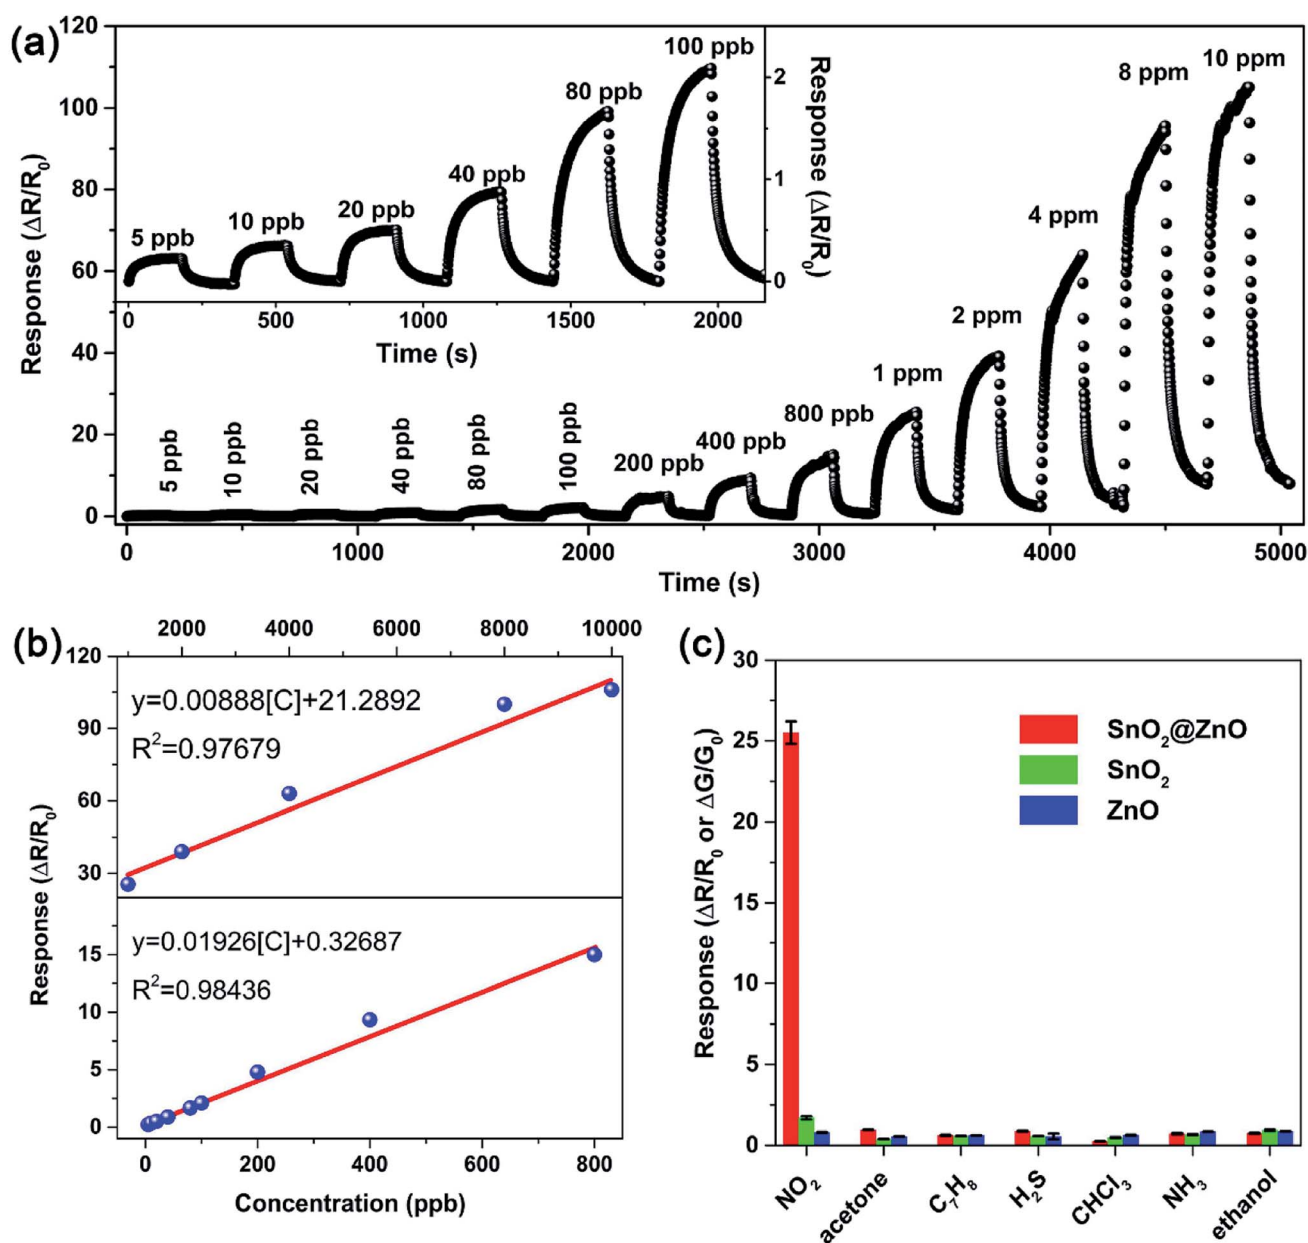 (a)
120
100
80
60
40
20
0
Response (ΔR/R₀)
5 ppb
10 ppb
20 ppb
40 ppb
80 ppb
100 ppb
2
1
0
Response (ΔR/R₀)
0 500 1000 1500 2000
Time (s)
5 ppb
10 ppb
20 ppb
40 ppb
80 ppb
100 ppb
200 ppb
400 ppb
800 ppb
1 ppm
2 ppm
4 ppm
8 ppm
10 ppm
0 1000 2000 3000 4000 5000
Time (s)
(b)
2000 4000 6000 8000 10000
120
90
60
30
y=0.00888[C]+21.2892
R²=0.97679
Response (ΔR/R₀)
15
10
5
0
y=0.01926[C]+0.32687
R²=0.98436
0 200 400 600 800
Concentration (ppb)
(c)
30
25
20
15
10
5
0
Response (ΔR/R₀ or ΔG/G₀)
SnO₂@ZnO
SnO₂
ZnO
NO₂
acetone
C₇H₈
H₂S
CHCl₃
NH₃
ethanol